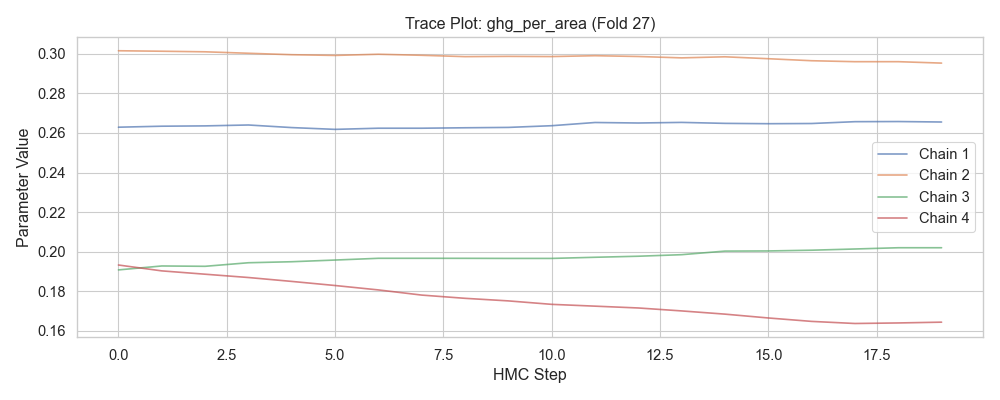 Trace Plot: ghg_per_area (Fold 27)
Parameter Value
0.30
0.28
0.26
0.24
0.22
0.20
0.18
0.16
Chain 1
Chain 2
Chain 3
Chain 4
0.0 2.5 5.0 7.5 10.0 12.5 15.0 17.5
HMC Step